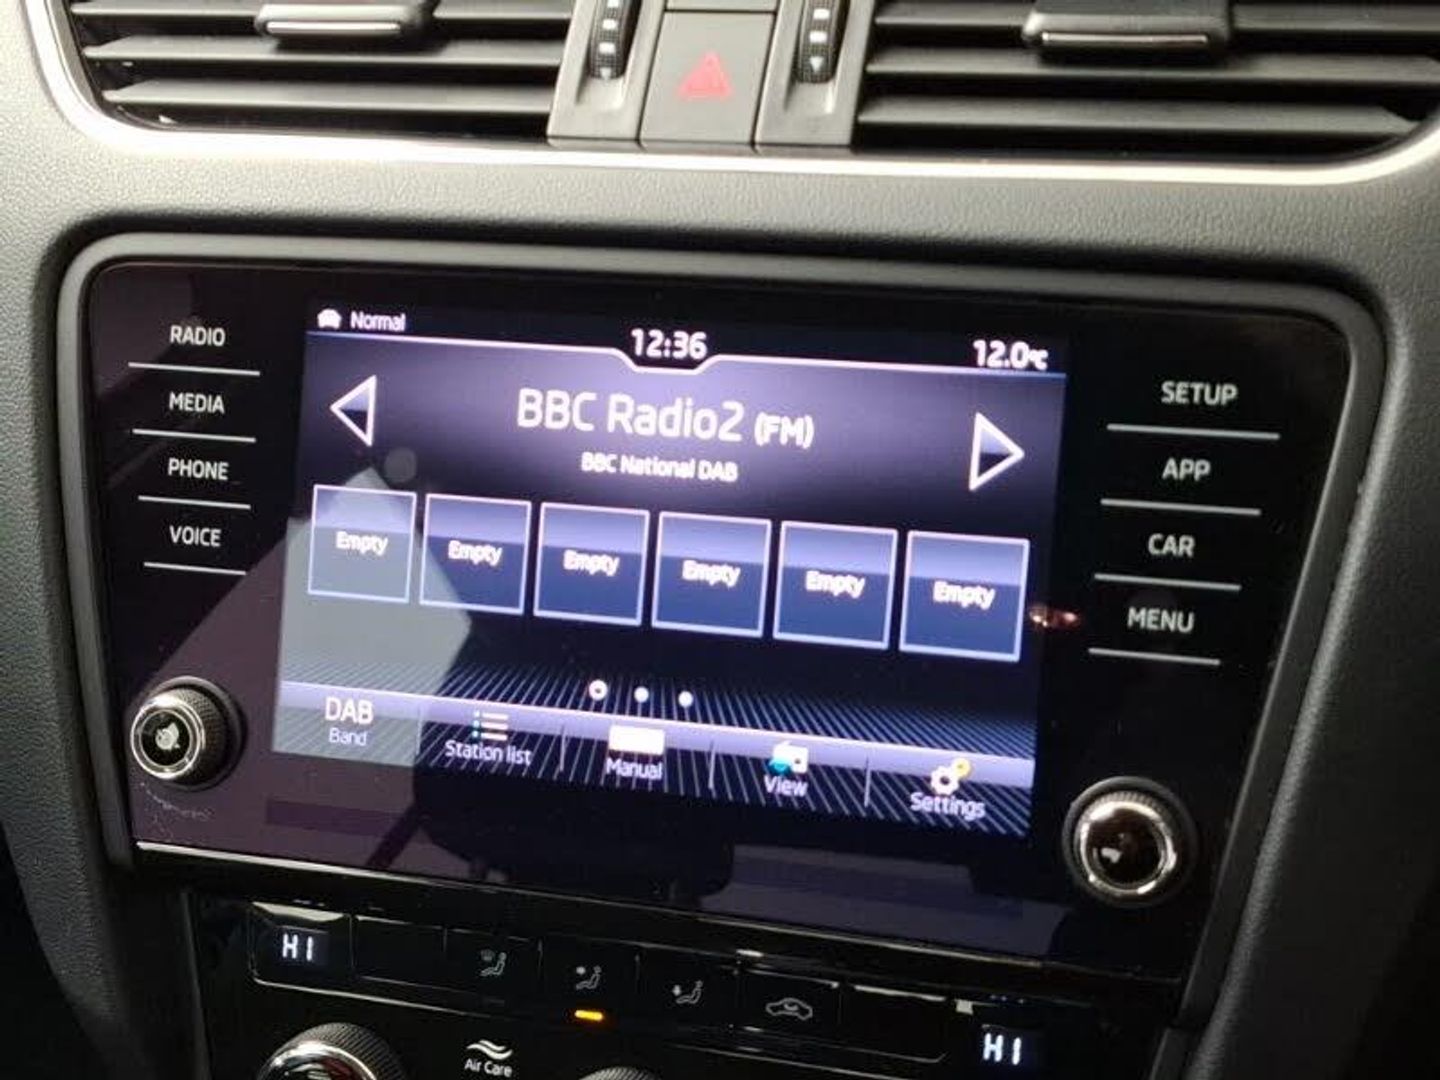 Normal
12:36
12.0℃
BBC Radio2 (FM)
BBC National DAB
RADIO
MEDIA
PHONE
VOICE
Empty
Empty
Empty
Empty
Empty
Empty
SETUP
APP
CAR
MENU
DAB
Band
Station list
Manual
View
Settings
HI
HI
Air Care